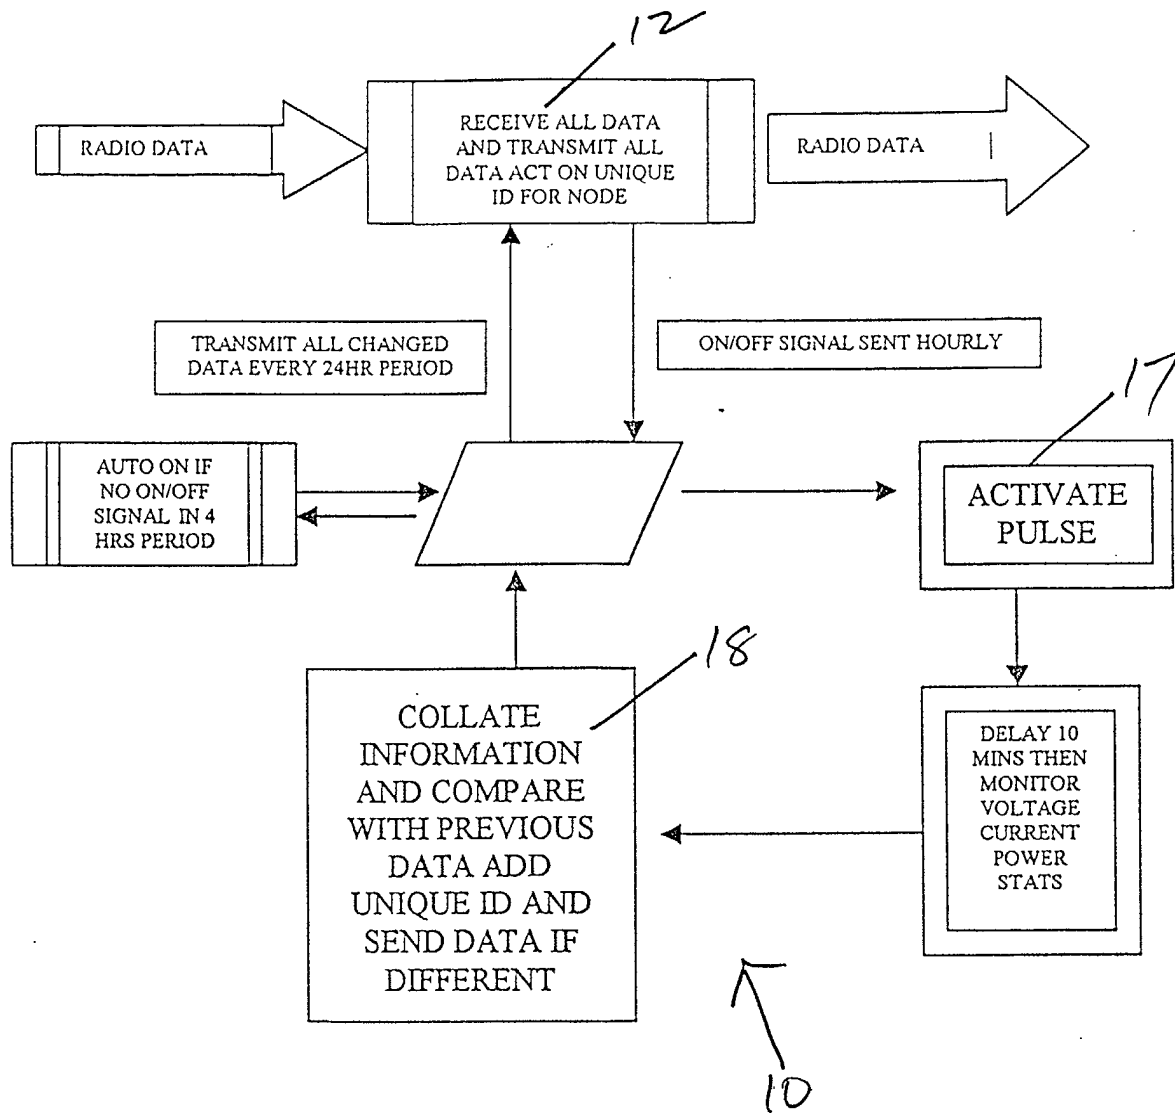 12
RADIO DATA
RECEIVE ALL DATA
AND TRANSMIT ALL
DATA ACT ON UNIQUE
ID FOR NODE
RADIO DATA
TRANSMIT ALL CHANGED
DATA EVERY 24HR PERIOD
ON/OFF SIGNAL SENT HOURLY
17
AUTO ON IF
NO ON/OFF
SIGNAL IN 4
HRS PERIOD
ACTIVATE
PULSE
18
COLLATE
INFORMATION
AND COMPARE
WITH PREVIOUS
DATA ADD
UNIQUE ID AND
SEND DATA IF
DIFFERENT
DELAY 10
MINS THEN
MONITOR
VOLTAGE
CURRENT
POWER
STATS
10